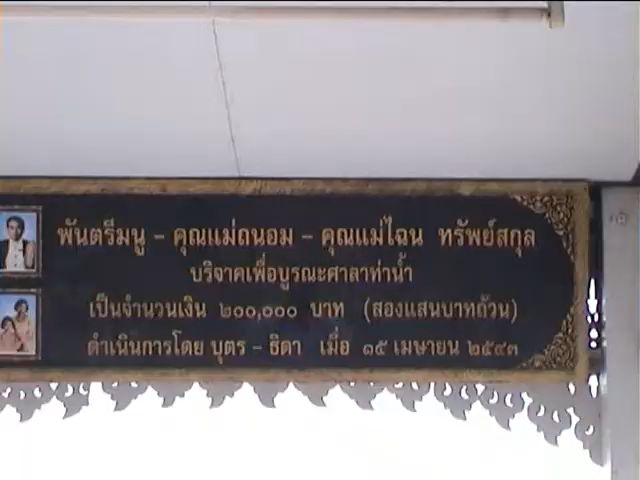 พันตรีมนู - คุณแม่ถนอม - คุณแม่ไฉน ทรัพย์สกุล
บริจาคเพื่อบูรณะศาลาท่าน้ำ
เป็นจำนวนเงิน ๒๐๐,๐๐๐ บาท (สองแสนบาทถ้วน)
ดำเนินการโดย บุตร - ธิดา เมื่อ ๑๕ เมษายน ๒๕๔๓